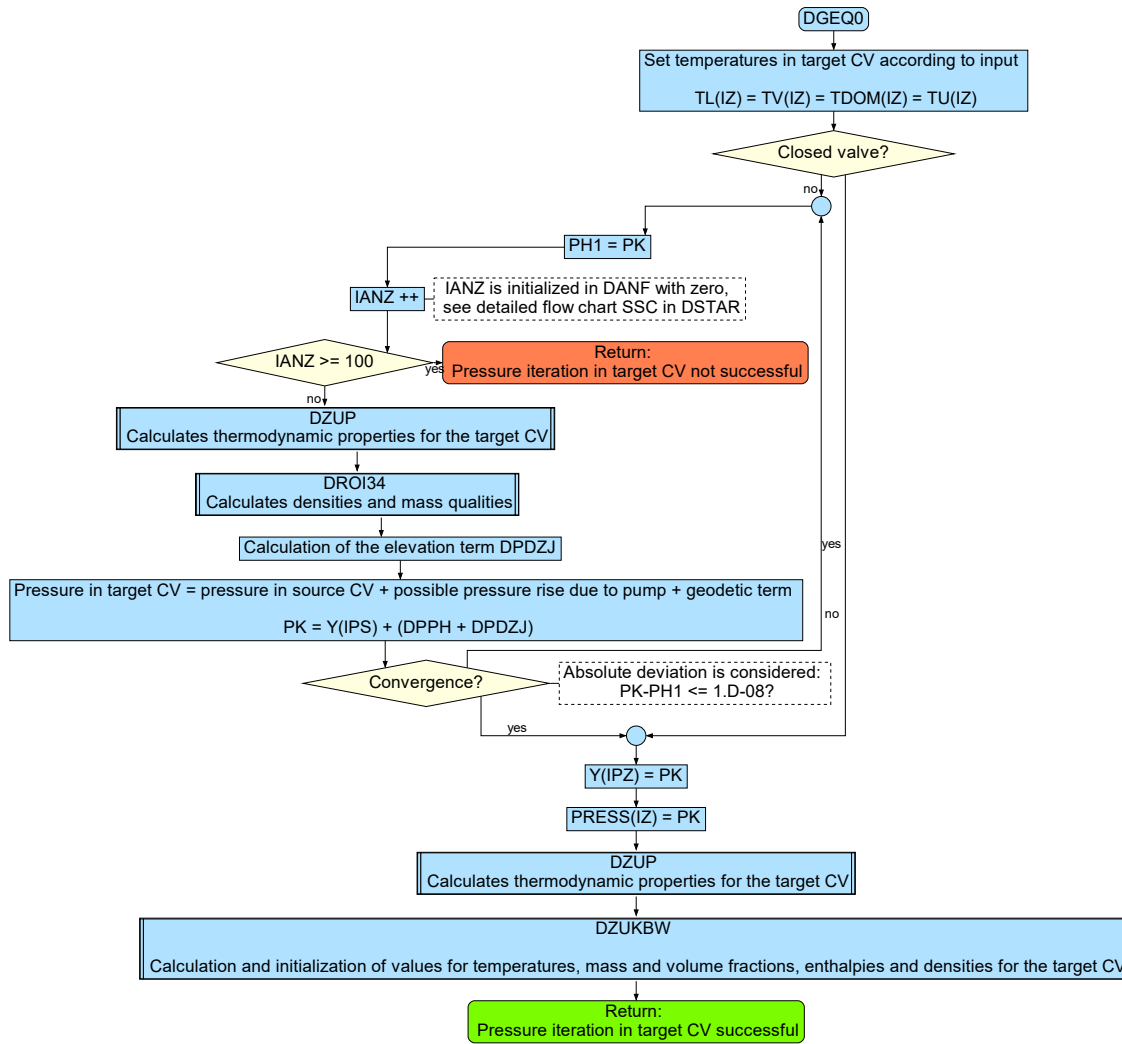 DGEQ0
Set temperatures in target CV according to input
TL(IZ) = TV(IZ) = TDOM(IZ) = TU(IZ)
Closed valve?
no
PH1 = PK
IANZ ++
IANZ is initialized in DANF with zero,
see detailed flow chart SSC in DSTAR
IANZ >= 100
yes
Return:
Pressure iteration in target CV not successful
no
DZUP
Calculates thermodynamic properties for the target CV
DROI34
Calculates densities and mass qualities
Calculation of the elevation term DPDZJ
yes
Pressure in target CV = pressure in source CV + possible pressure rise due to pump + geodetic term
PK = Y(IPS) + (DPPH + DPDZJ)
no
Convergence?
Absolute deviation is considered:
PK-PH1 <= 1.D-08?
yes
Y(IPZ) = PK
PRESS(IZ) = PK
DZUP
Calculates thermodynamic properties for the target CV
DZUKBW
Calculation and initialization of values for temperatures, mass and volume fractions, enthalpies and densities for the target CV
Return:
Pressure iteration in target CV successful